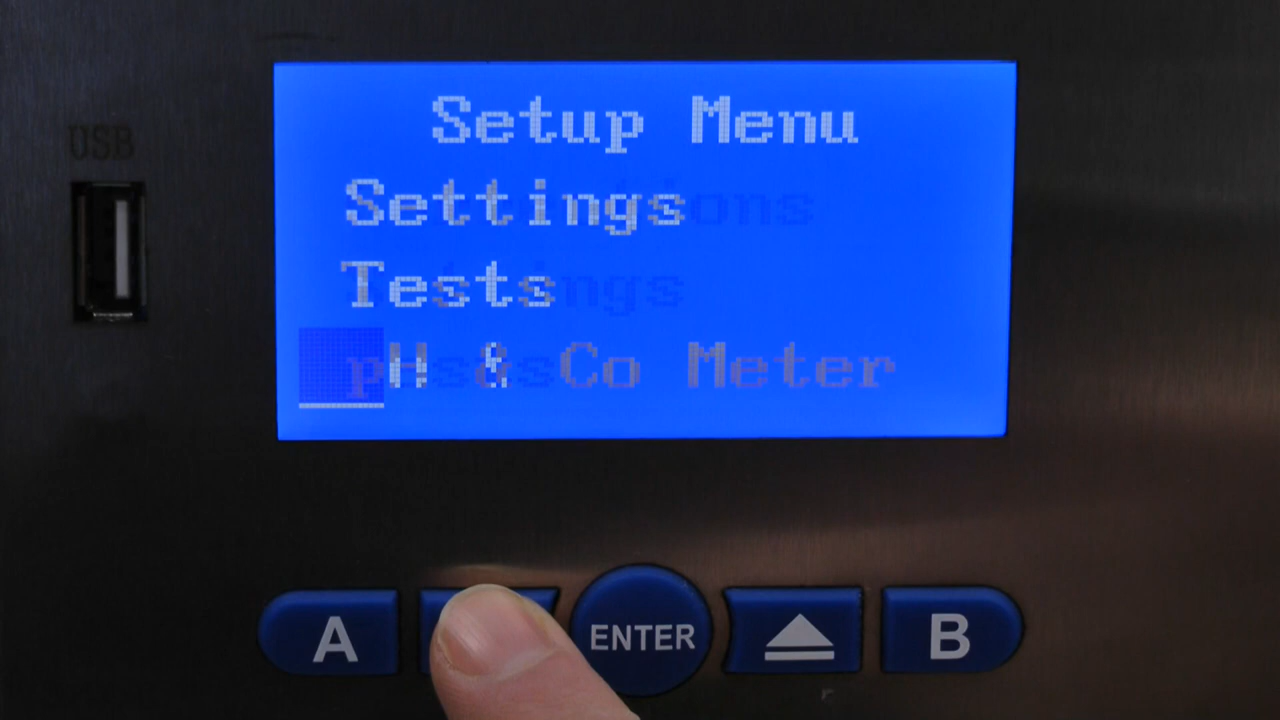 USB
Setup Menu
Settings
Tests
pH & Co Meter
A
ENTER
B